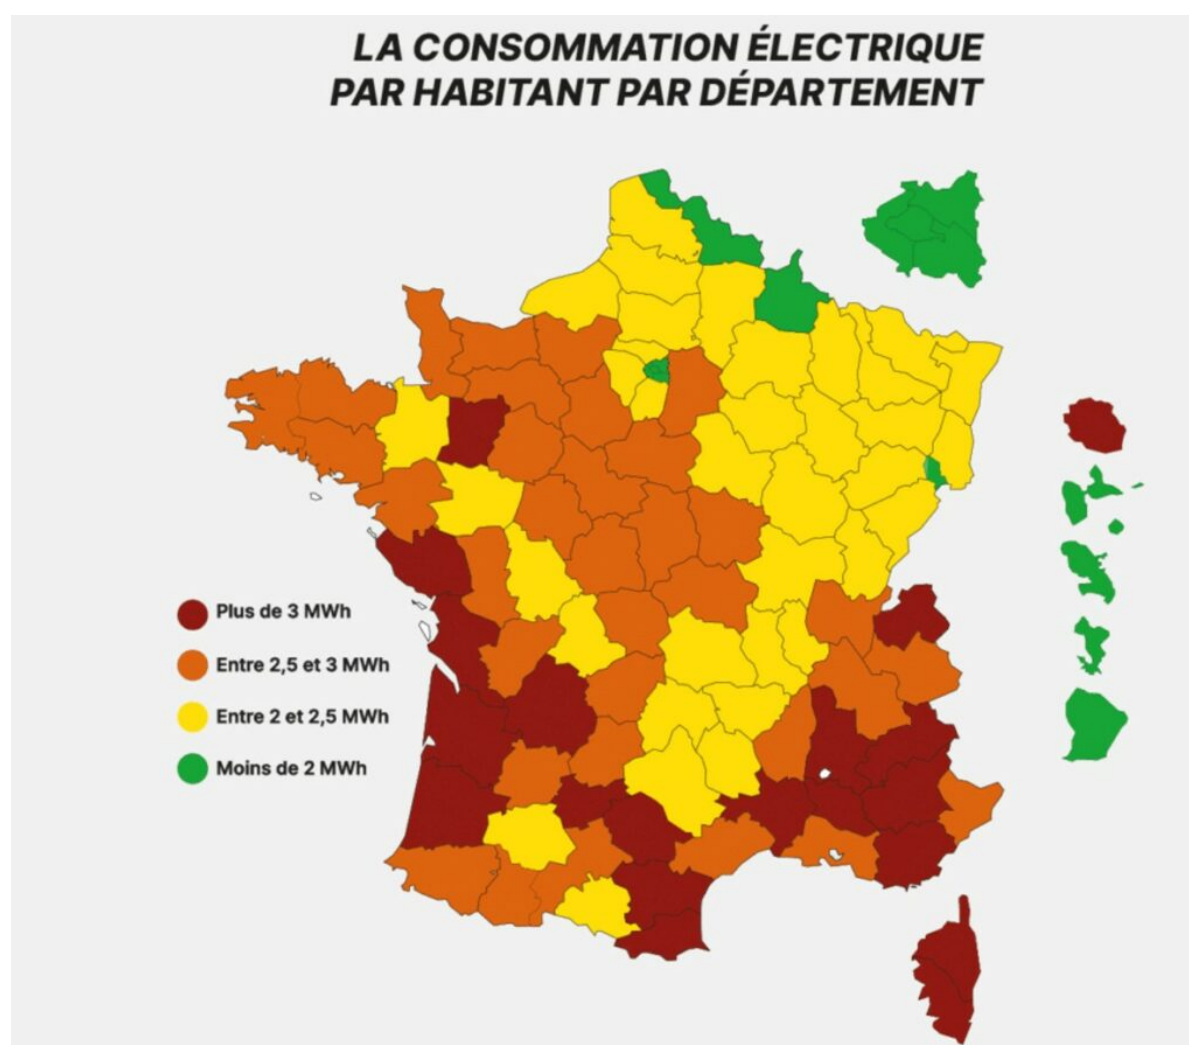 LA CONSOMMATION ÉLECTRIQUE
PAR HABITANT PAR DÉPARTEMENT
Plus de 3 MWh
Entre 2,5 et 3 MWh
Entre 2 et 2,5 MWh
Moins de 2 MWh